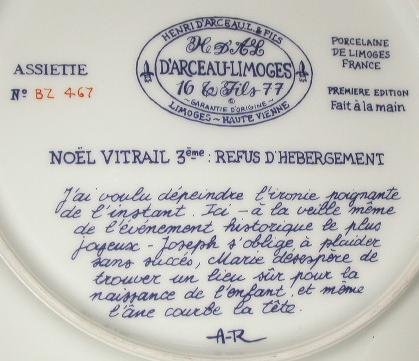 HENRI D'ARCEAU L. & FILS
H D'A L
D'ARCEAU-LIMOGES
16 & Fils 77
GARANTIE D'ORIGINE
LIMOGES – HAUTE VIENNE
ASSIETTE
Nº BZ 467
PORCELAINE
DE LIMOGES
FRANCE
PREMIERE EDITION
Fait à la main
NOËL VITRAIL 3ème: REFUS D'HEBERGEMENT
J'ai voulu dépeindre l'ironie poignante
de l'instant. Ici – à la veille même
de l'événement historique le plus
joyeux – Joseph s'oblige à plaider
sans succès, Marie désespère de
trouver un lieu sûr pour la
naissance de l'enfant, et même
l'âne courbe la tête.
A-R